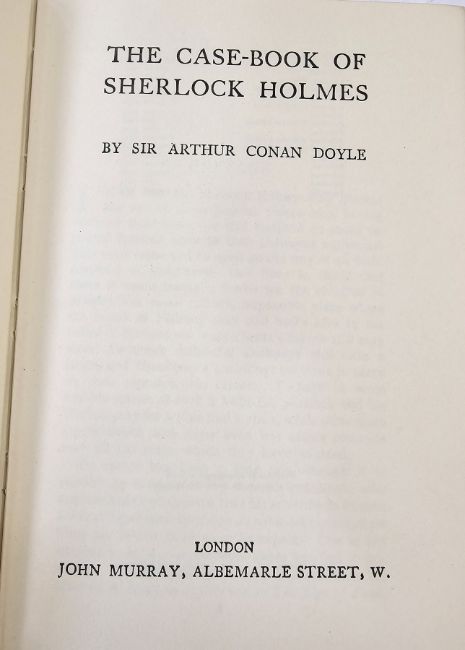 THE CASE-BOOK OF
SHERLOCK HOLMES
BY SIR ARTHUR CONAN DOYLE
LONDON
JOHN MURRAY, ALBEMARLE STREET, W.